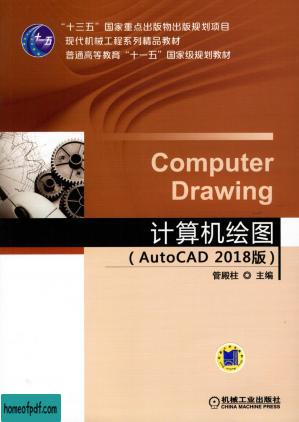 “十三五”国家重点出版物出版规划项目
现代机械工程系列精品教材
普通高等教育“十一五”国家级规划教材
十一五
Computer
Drawing
计算机绘图
(AutoCAD 2018版)
管殿柱 ◎ 主编
机械工业出版社
CHINA MACHINE PRESS
homeofpdf.com